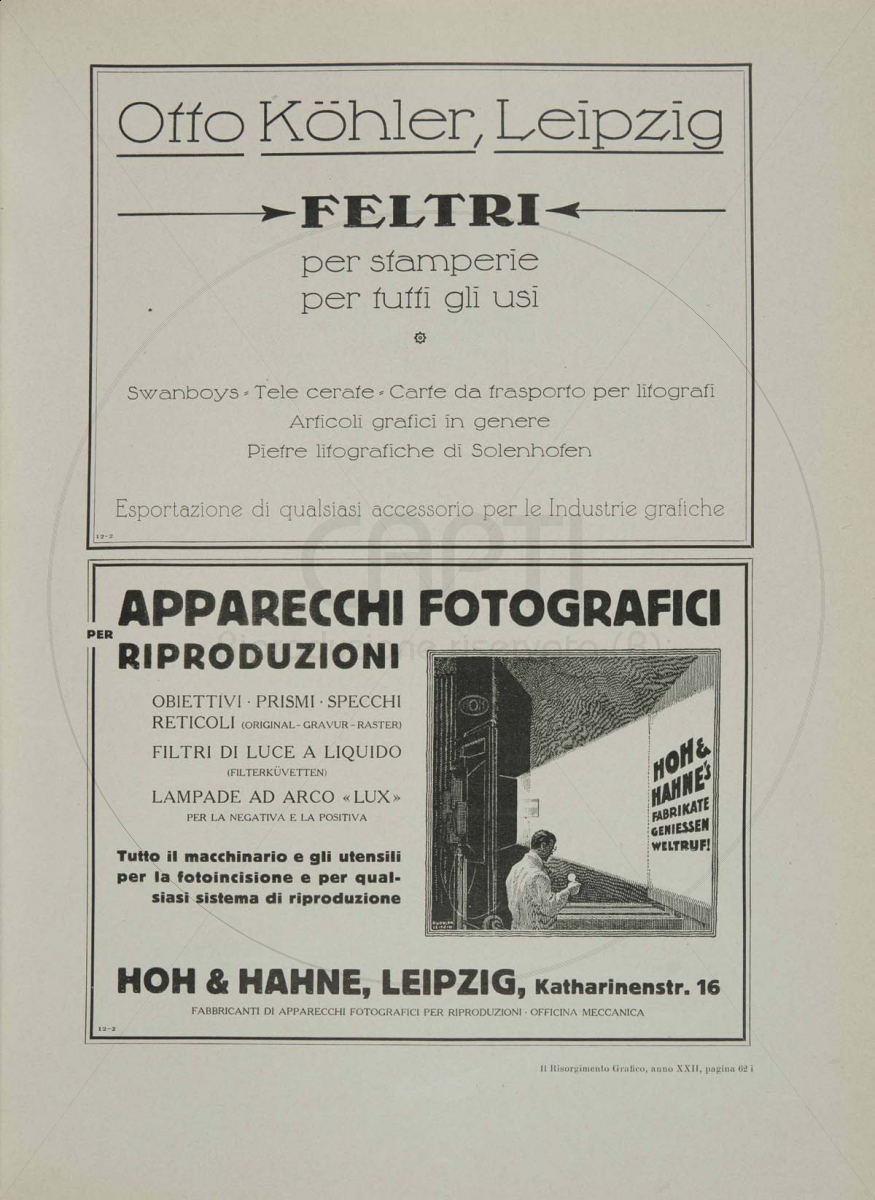 Otto Köhler, Leipzig
FELTRI
per stamperie
per tutti gli usi
Swanboys - Tele cerate - Carte da trasporto per litografi
Articoli grafici in genere
Pietre litografiche di Solenhofen
Esportazione di qualsiasi accessorio per le Industrie grafiche
12-2
CAPTI
APPARECCHI FOTOGRAFICI
PER
RIPRODUZIONI
OBIETTIVI · PRISMI · SPECCHI
RETICOLI (ORIGINAL-GRAVUR-RASTER)
FILTRI DI LUCE A LIQUIDO
(FILTERKÜVETTEN)
LAMPADE AD ARCO «LUX»
PER LA NEGATIVA E LA POSITIVA
Tutto il macchinario e gli utensili
per la fotoincisione e per qual-
siasi sistema di riproduzione
HOH &
HAHNE'S
FABRIKATE
GENIESSEN
WELTRUF!
HOH & HAHNE, LEIPZIG, Katharinenstr. 16
FABBRICANTI DI APPARECCHI FOTOGRAFICI PER RIPRODUZIONI · OFFICINA MECCANICA
12-2
Il Risorgimento Grafico, anno XXII, pagina 62 i